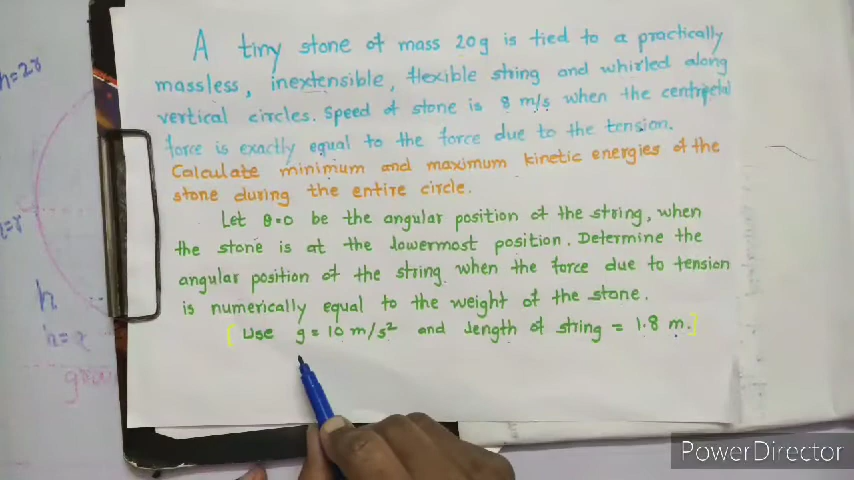 A tiny stone of mass 20g is tied to a practically
massless, inextensible, flexible string and whirled along
vertical circles. Speed of stone is 8 m/s when the centripetal
force is exactly equal to the force due to the tension.
Calculate minimum and maximum kinetic energies of the
stone during the entire circle.
Let θ=0 be the angular position of the string, when
the stone is at the lowermost position. Determine the
angular position of the string when the force due to tension
is numerically equal to the weight of the stone.
[Use g = 10 m/s² and length of string = 1.8 m.]
h=2r
h
h=r
PowerDirector